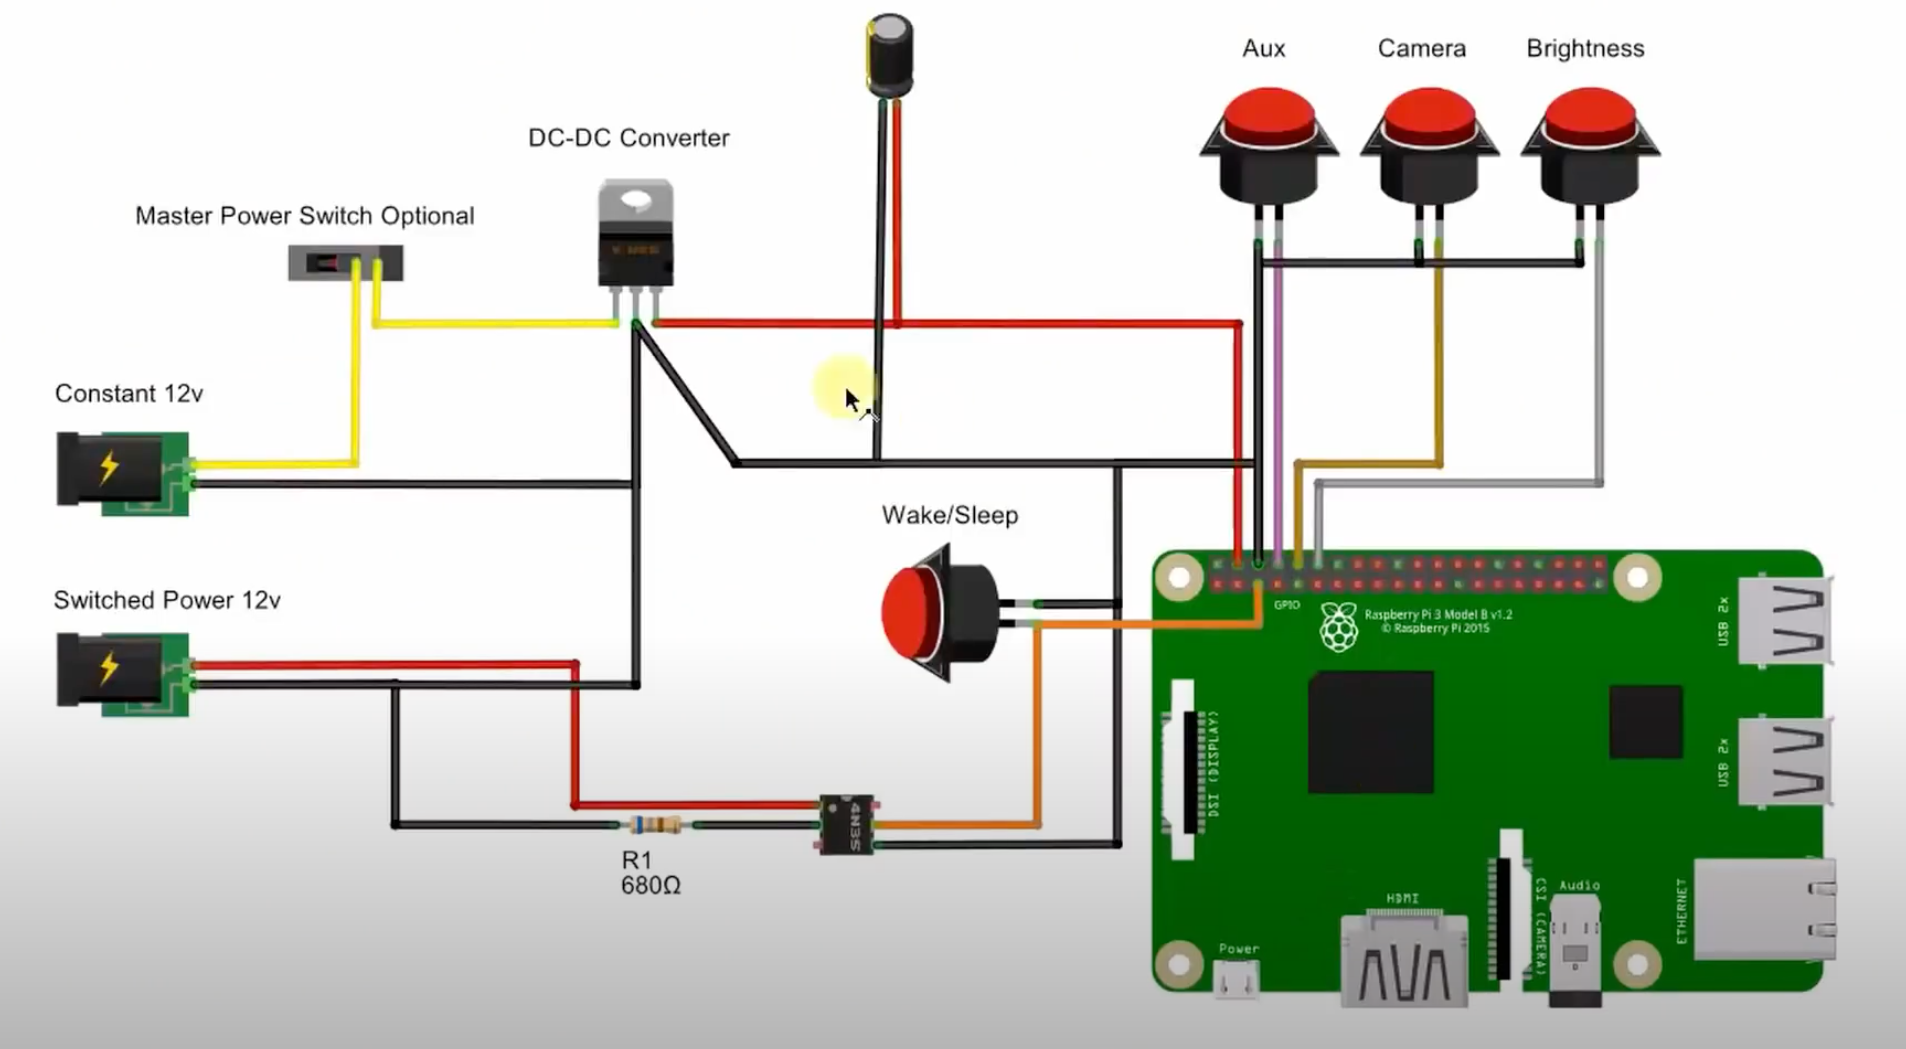 Aux
Camera
Brightness
DC-DC Converter
Master Power Switch Optional
Constant 12v
Wake/Sleep
Switched Power 12v
GPIO
Raspberry Pi 3 Model B v1.2
© Raspberry Pi 2015
USB 2x
DSI (DISPLAY)
USB 2x
4N35
R1
680Ω
HDMI
CSI (CAMERA)
Audio
ETHERNET
Power